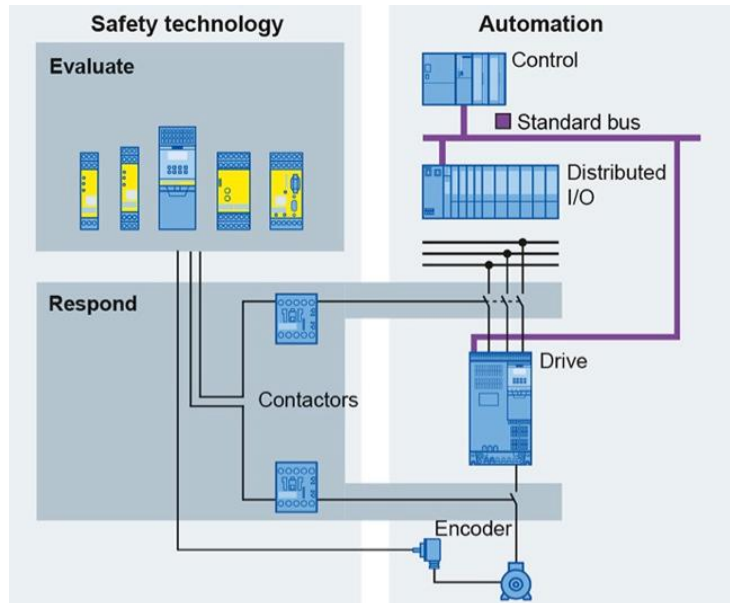 Safety technology
Automation
Evaluate
Control
Standard bus
Distributed
I/O
Respond
Drive
Contactors
Encoder